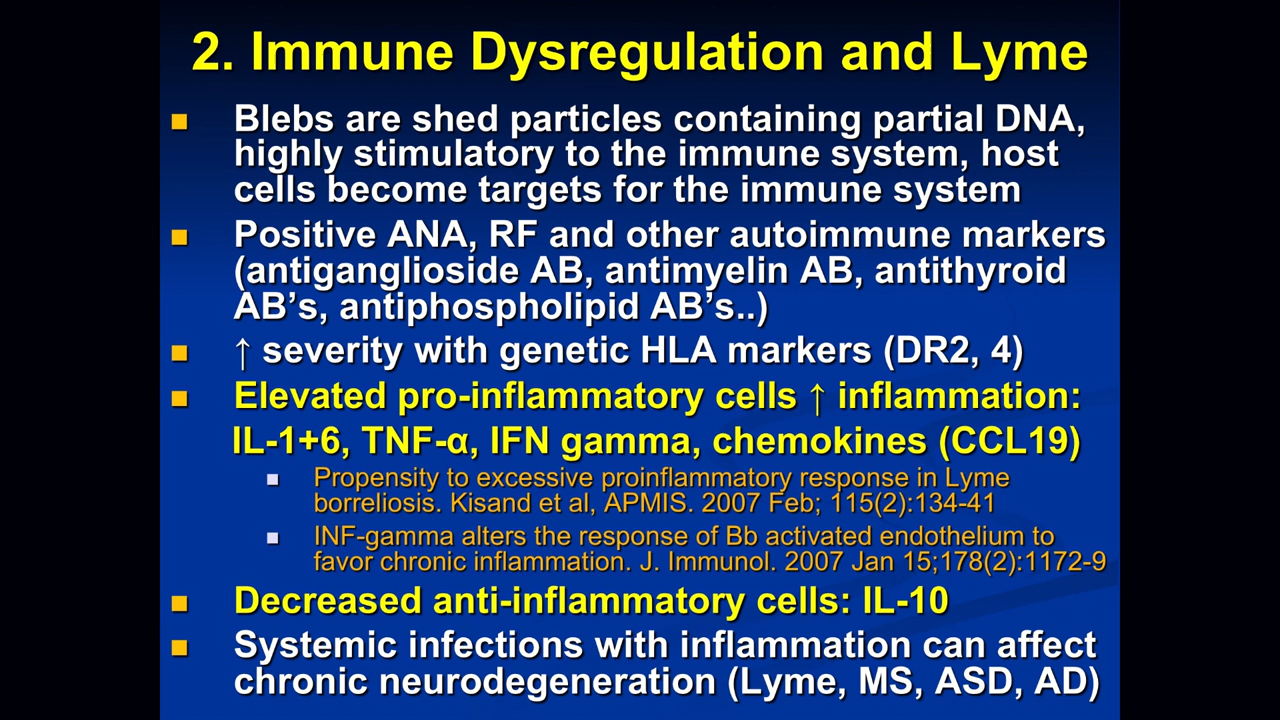 2. Immune Dysregulation and Lyme
Blebs are shed particles containing partial DNA,
highly stimulatory to the immune system, host
cells become targets for the immune system
Positive ANA, RF and other autoimmune markers
(antiganglioside AB, antimyelin AB, antithyroid
AB's, antiphospholipid AB's..)
↑ severity with genetic HLA markers (DR2, 4)
Elevated pro-inflammatory cells ↑ inflammation:
IL-1+6, TNF-α, IFN gamma, chemokines (CCL19)
Propensity to excessive proinflammatory response in Lyme
borreliosis. Kisand et al, APMIS. 2007 Feb; 115(2):134-41
INF-gamma alters the response of Bb activated endothelium to
favor chronic inflammation. J. Immunol. 2007 Jan 15;178(2):1172-9
Decreased anti-inflammatory cells: IL-10
Systemic infections with inflammation can affect
chronic neurodegeneration (Lyme, MS, ASD, AD)